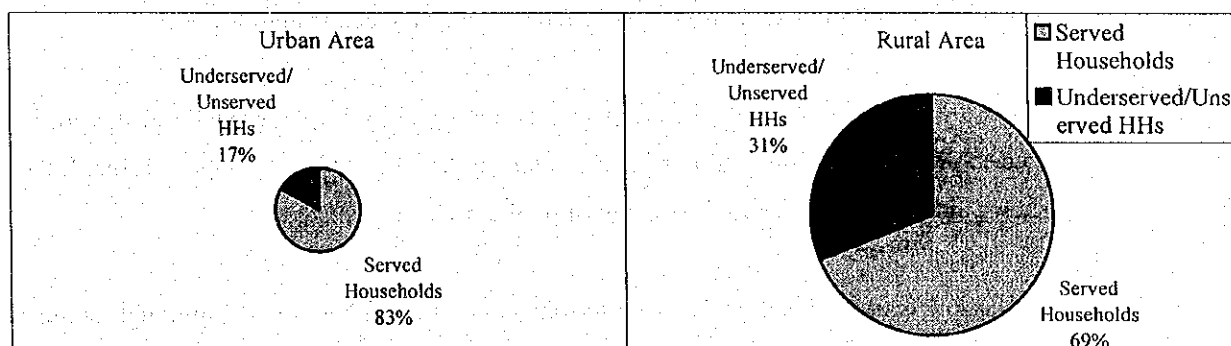 Urban Area
Underserved/
Unserved
HHs
17%
Served
Households
83%
Rural Area
Underserved/
Unserved
HHs
31%
Served
Households
69%
Served
Households
Underserved/Uns
erved HHs